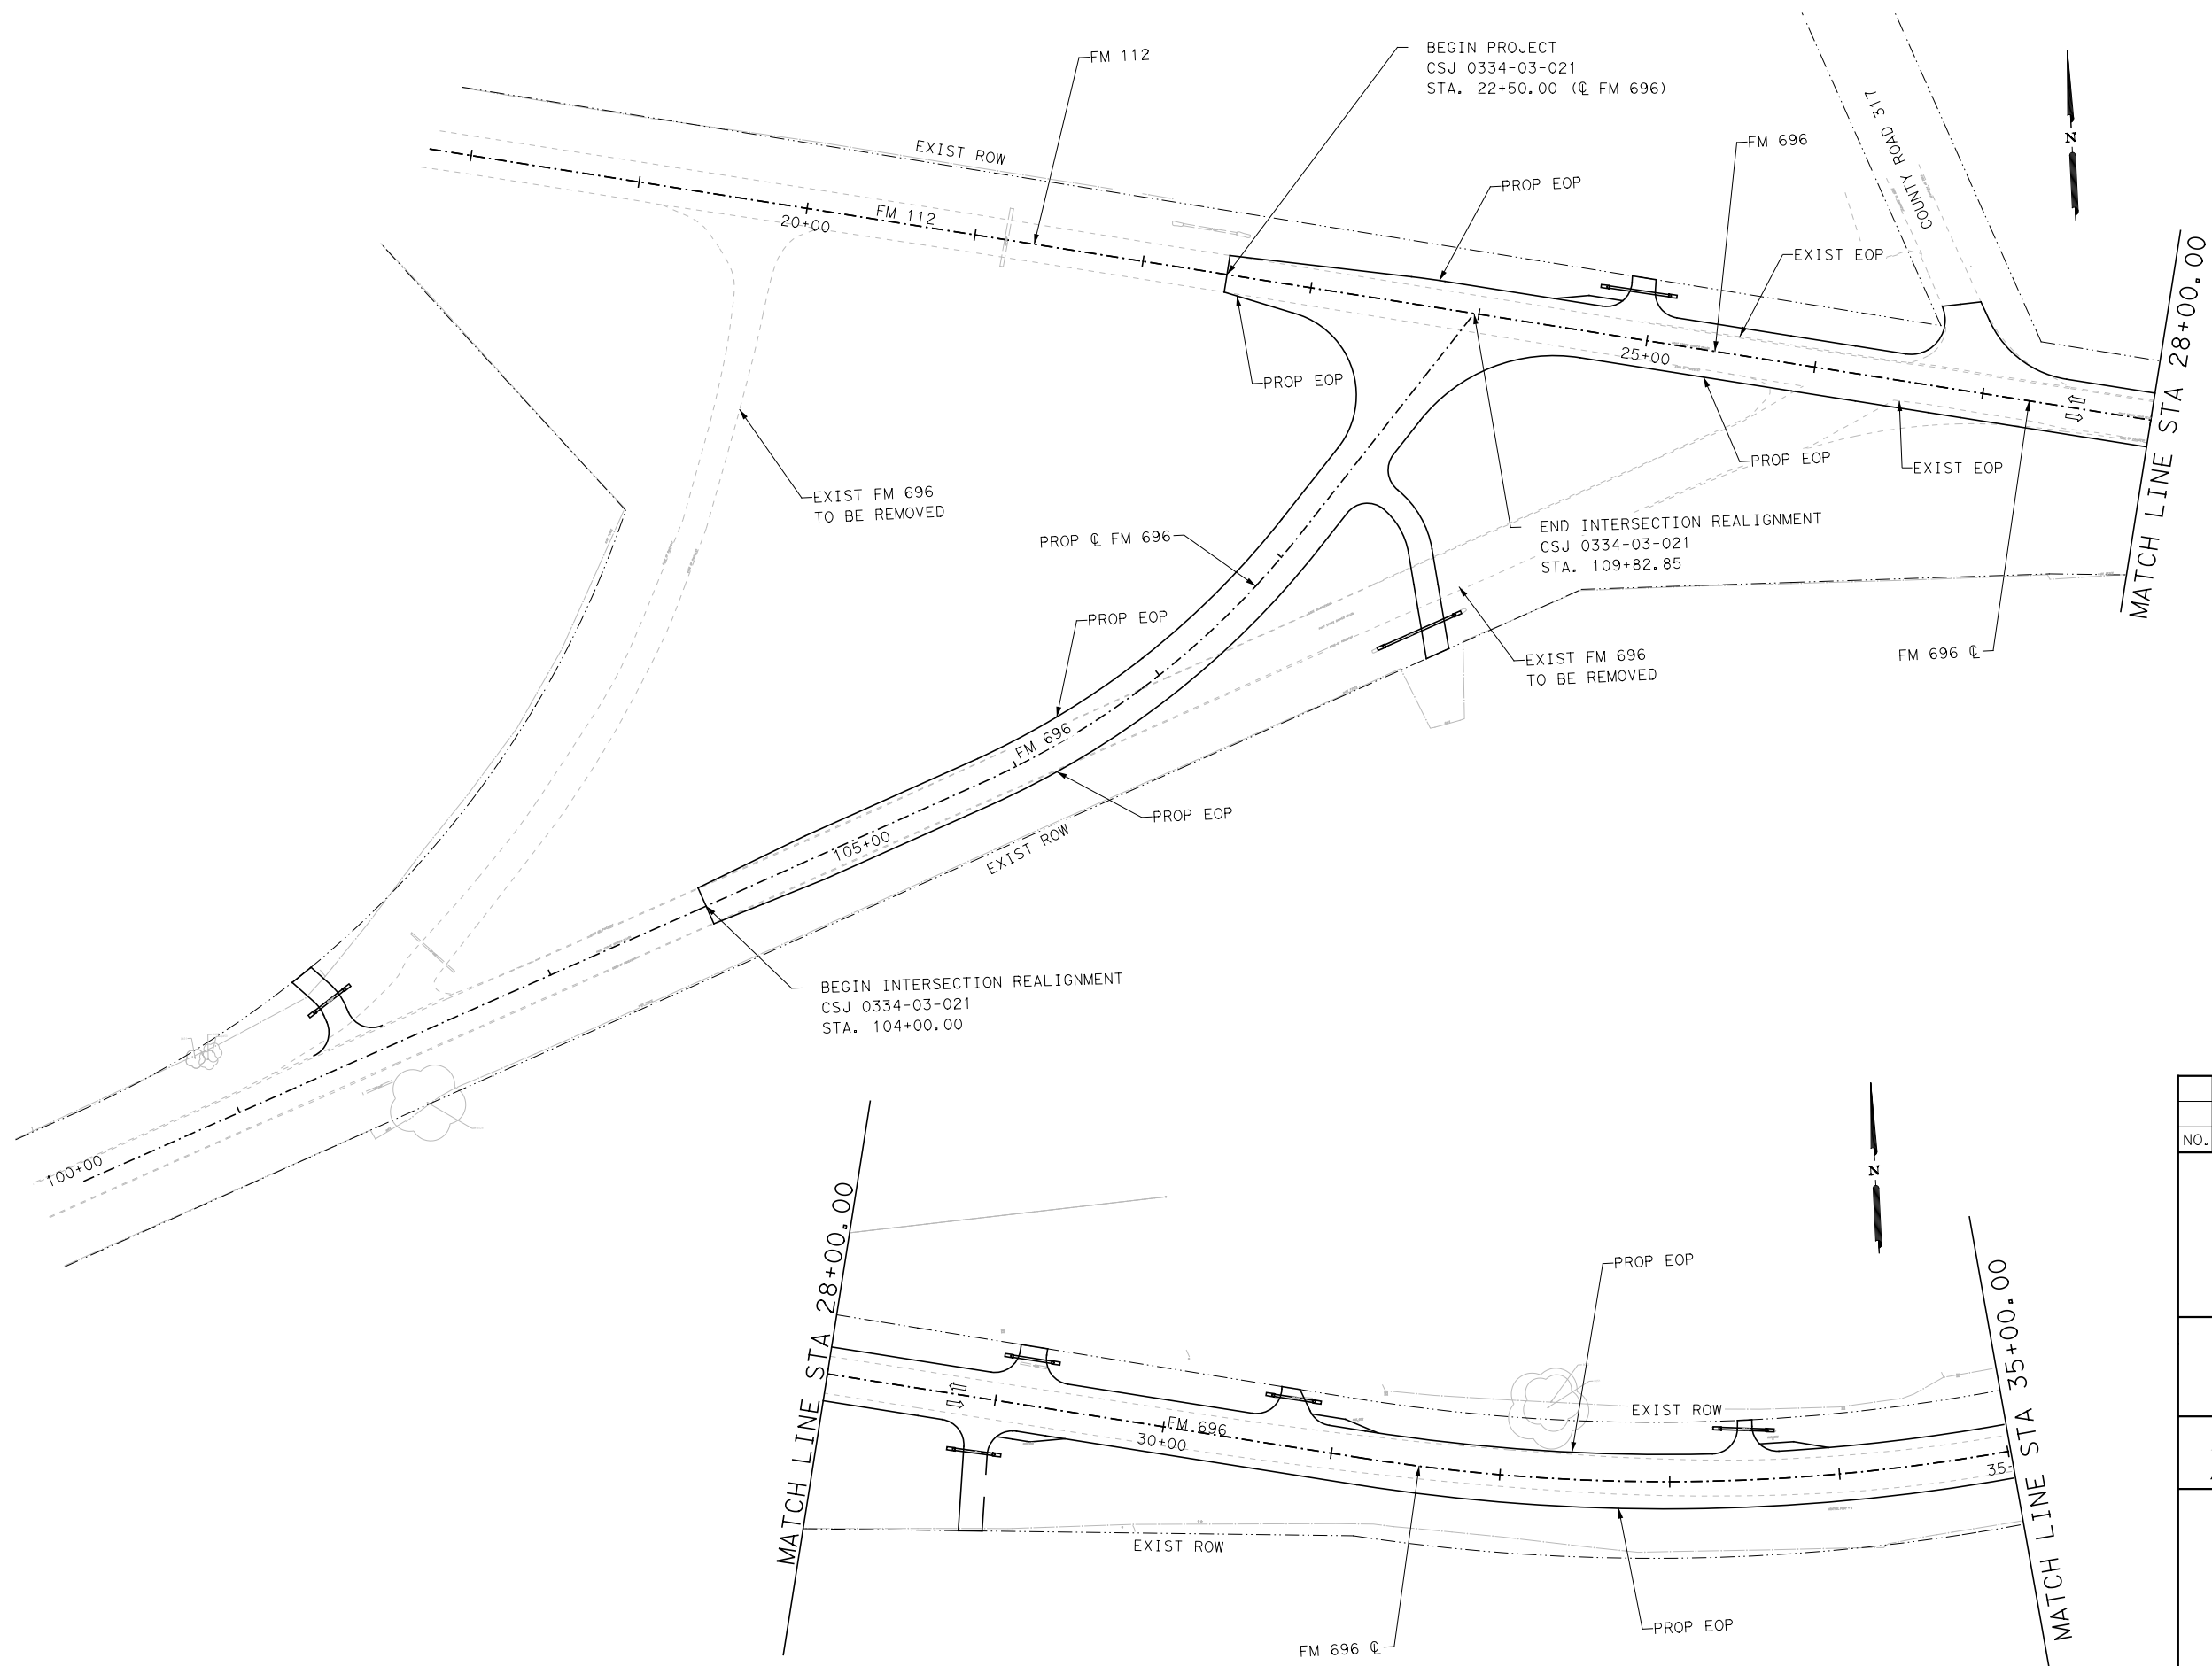 FM 112
BEGIN PROJECT
CSJ 0334-03-021
STA. 22+50.00 (℄ FM 696)
EXIST ROW
FM 696
COUNTY ROAD 317
N
PROP EOP
FM 112
20+00
EXIST EOP
MATCH LINE STA 28+00.00
25+00
PROP EOP
PROP EOP
EXIST EOP
EXIST FM 696
TO BE REMOVED
PROP ℄ FM 696
END INTERSECTION REALIGNMENT
CSJ 0334-03-021
STA. 109+82.85
PROP EOP
EXIST FM 696
TO BE REMOVED
FM 696 ℄
FM 696
PROP EOP
105+00
EXIST ROW
BEGIN INTERSECTION REALIGNMENT
CSJ 0334-03-021
STA. 104+00.00
100+00
NO.
N
MATCH LINE STA 28+00.00
PROP EOP
MATCH LINE STA 35+00.00
EXIST ROW
FM 696
30+00
35
EXIST ROW
FM 696 ℄
PROP EOP